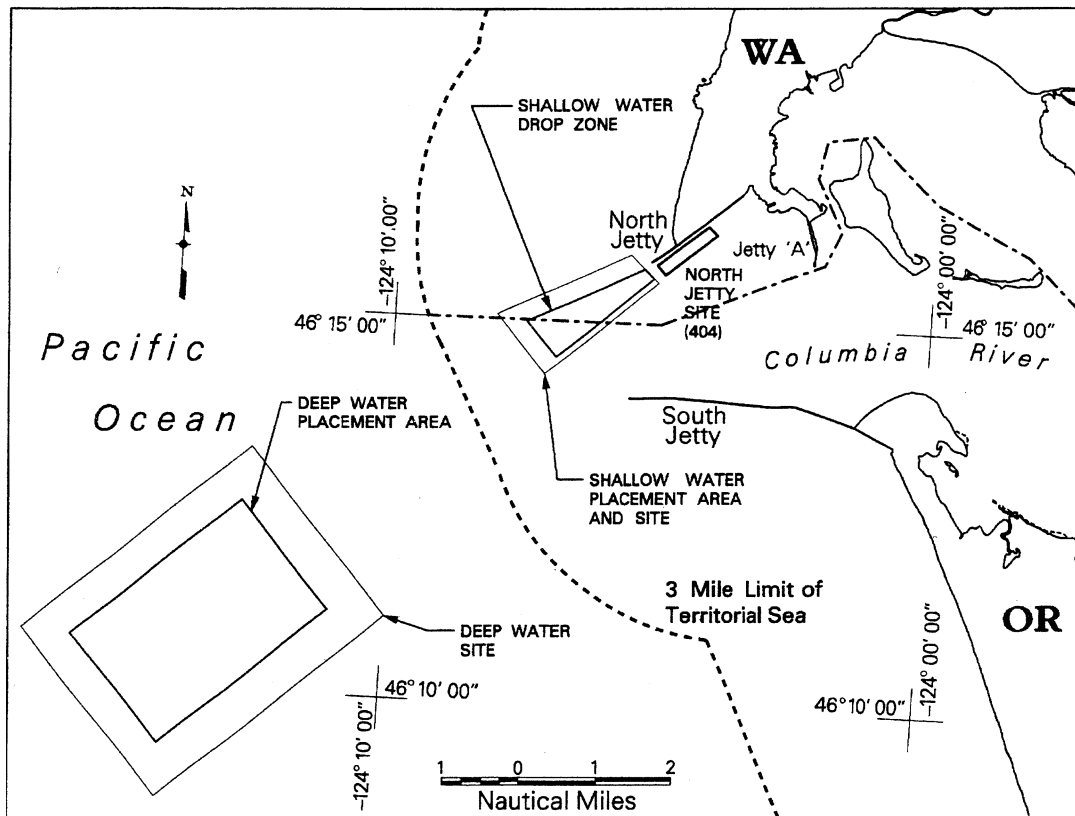 WA
SHALLOW WATER
DROP ZONE
N
-124° 10'.00"
North
Jetty
Jetty 'A'
NORTH
JETTY
SITE
(404)
-124° 00' 00"
46° 15' 00"
46° 15' 00"
Pacific
Ocean
Columbia River
DEEP WATER
PLACEMENT AREA
South
Jetty
SHALLOW WATER
PLACEMENT AREA
AND SITE
3 Mile Limit of
Territorial Sea
OR
DEEP WATER
SITE
46° 10' 00"
-124° 10' 00"
46° 10' 00"
-124° 00' 00"
1 0 1 2
Nautical Miles